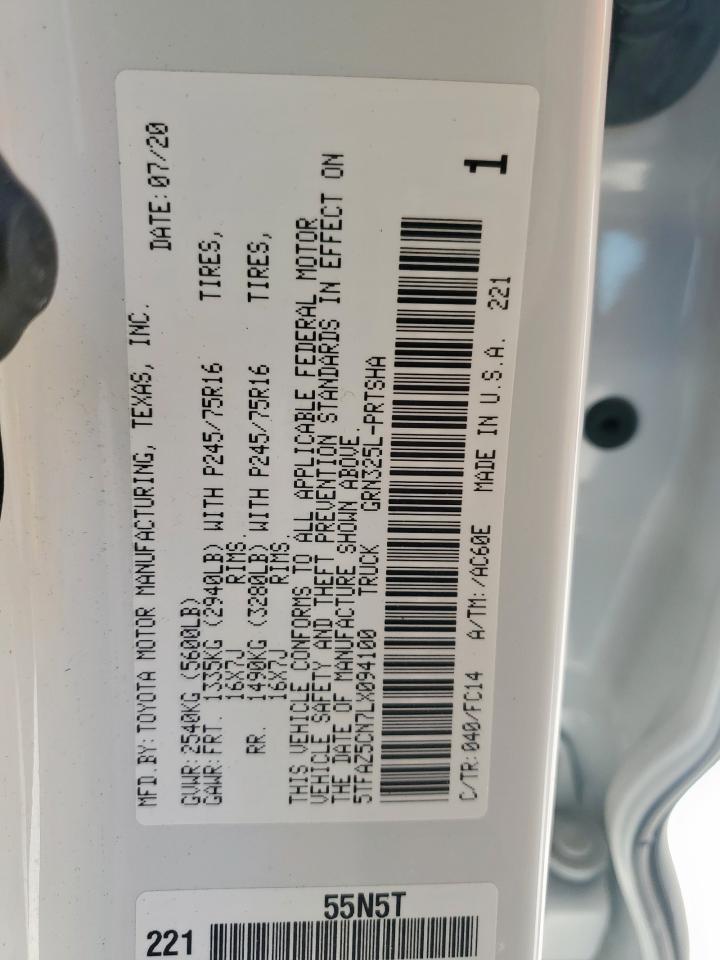 MFD.BY:TOYOTA MOTOR MANUFACTURING, TEXAS, INC. DATE:07/20
GVWR:2540KG (5600LB)
GAWR:FRT. 1335KG (2940LB) WITH P245/75R16 TIRES,
16X7J RIMS.
RR. 1490KG (3280LB) WITH P245/75R16 TIRES,
16X7J RIMS.
THIS VEHICLE CONFORMS TO ALL APPLICABLE FEDERAL MOTOR
VEHICLE SAFETY AND THEFT PREVENTION STANDARDS IN EFFECT ON
THE DATE OF MANUFACTURE SHOWN ABOVE.
5TFAZ5CN7LX094100 TRUCK GRN325L-PRTSHA
C/TR:040/FC14 A/TM:/AC60E MADE IN U.S.A. 221
1
55N5T
221